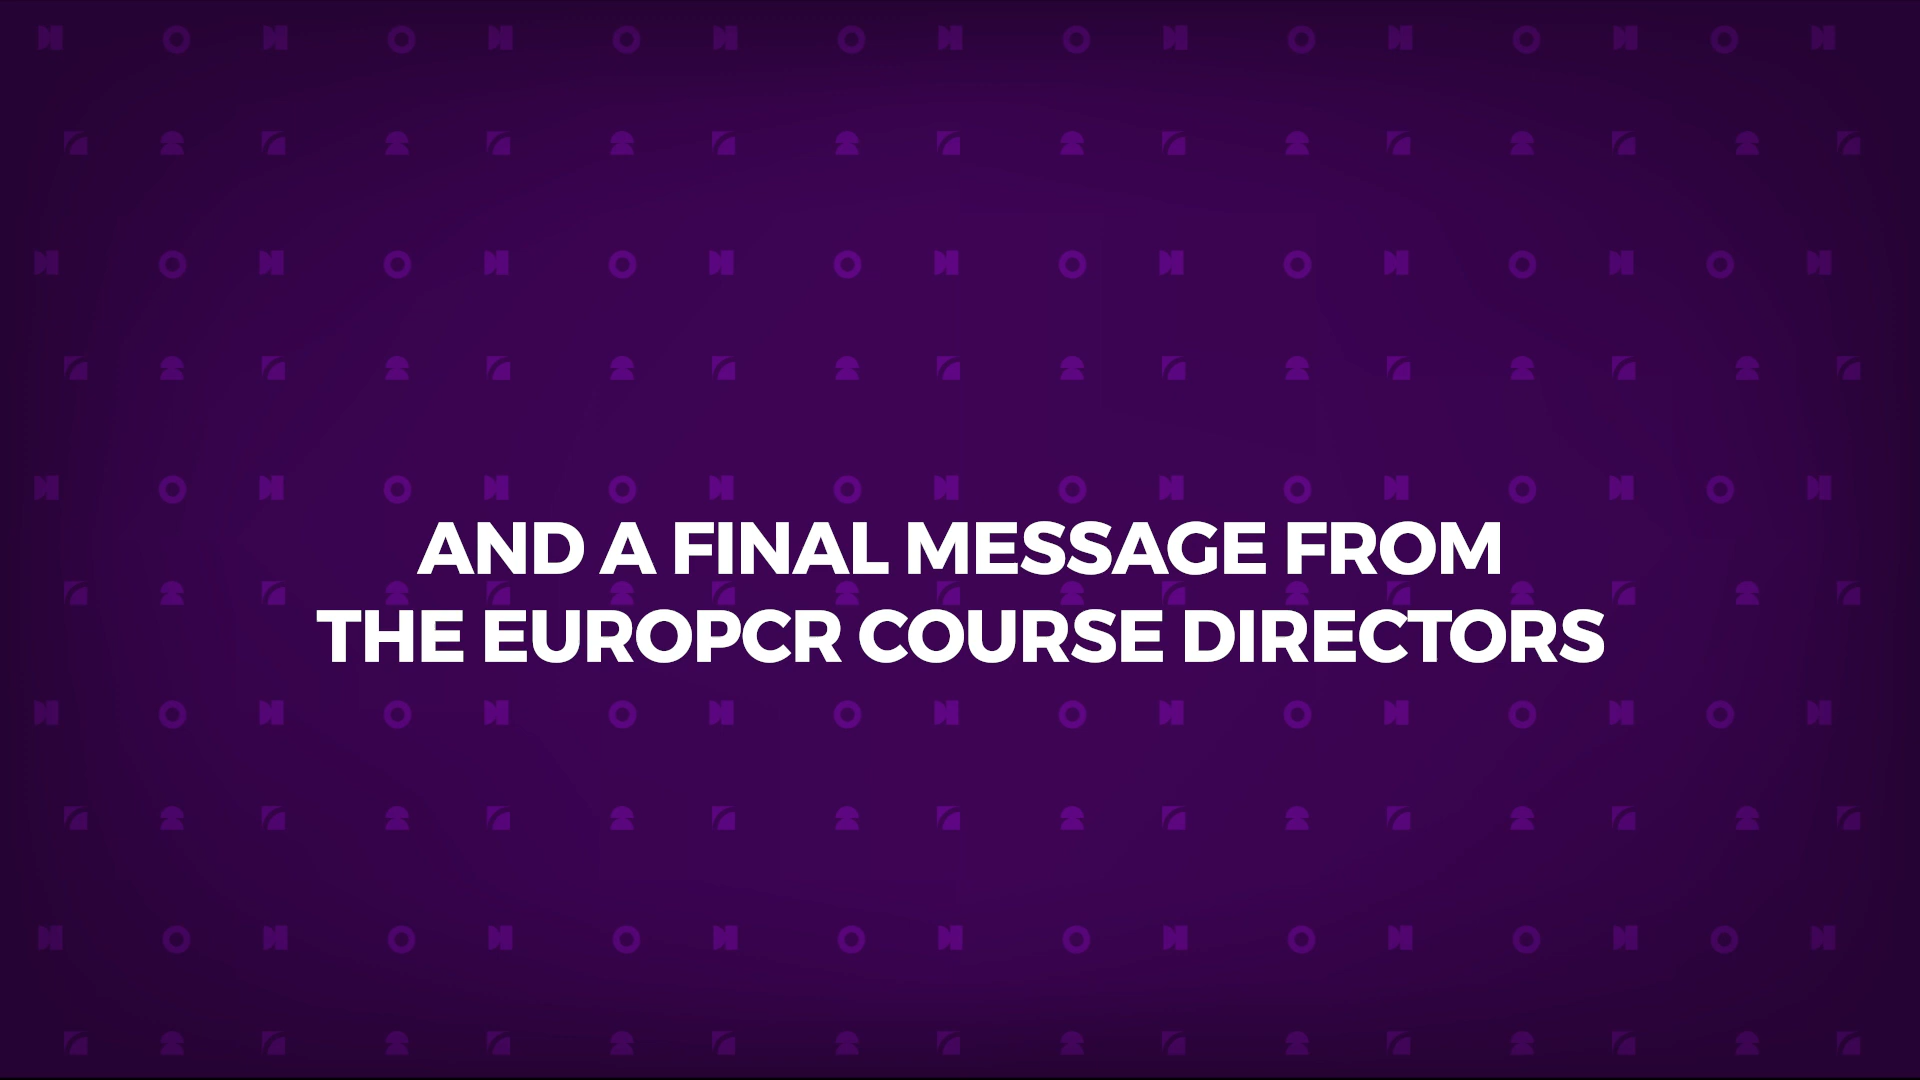 AND A FINAL MESSAGE FROM
THE EUROPCR COURSE DIRECTORS